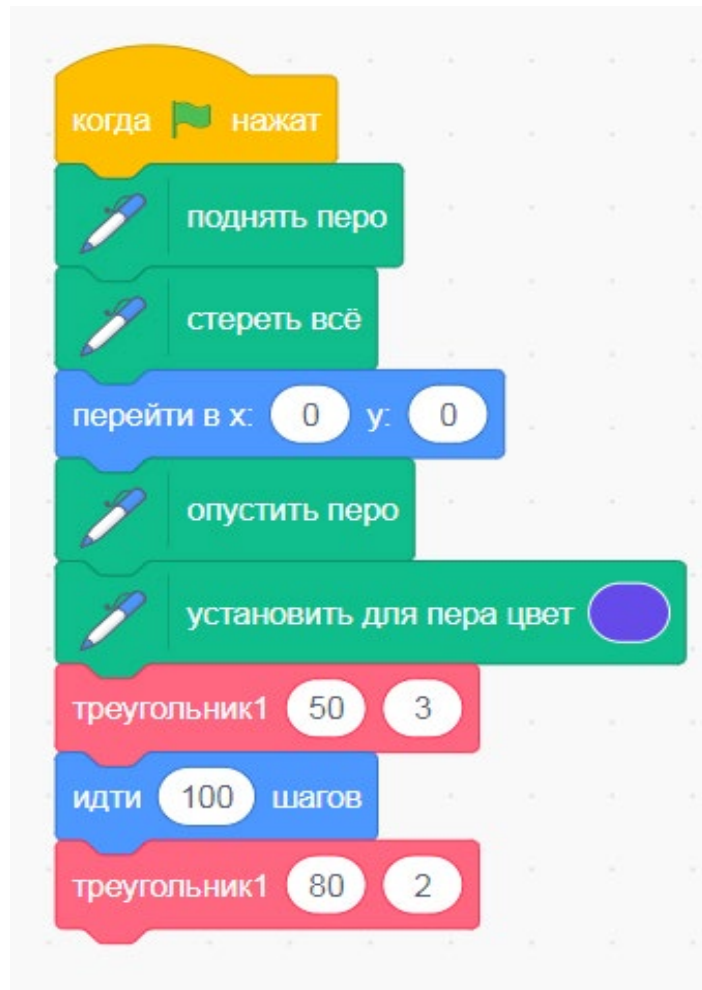 когда нажат
поднять перо
стереть всё
перейти в x: 0 y: 0
опустить перо
установить для пера цвет
треугольник1 50 3
идти 100 шагов
треугольник1 80 2